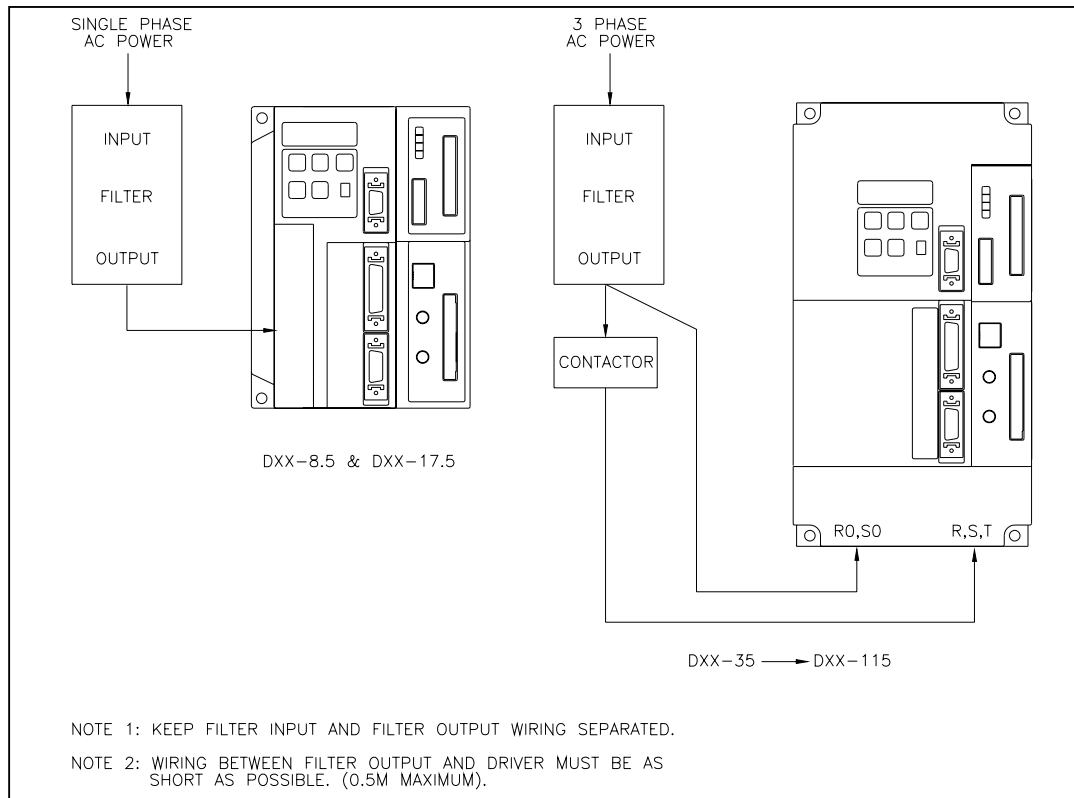 SINGLE PHASE
AC POWER
INPUT
FILTER
OUTPUT
DXX-8.5 & DXX-17.5
3 PHASE
AC POWER
INPUT
FILTER
OUTPUT
CONTACTOR
R0,S0
R,S,T
DXX-35 DXX-115
NOTE 1: KEEP FILTER INPUT AND FILTER OUTPUT WIRING SEPARATED.
NOTE 2: WIRING BETWEEN FILTER OUTPUT AND DRIVER MUST BE AS
SHORT AS POSSIBLE. (0.5M MAXIMUM).